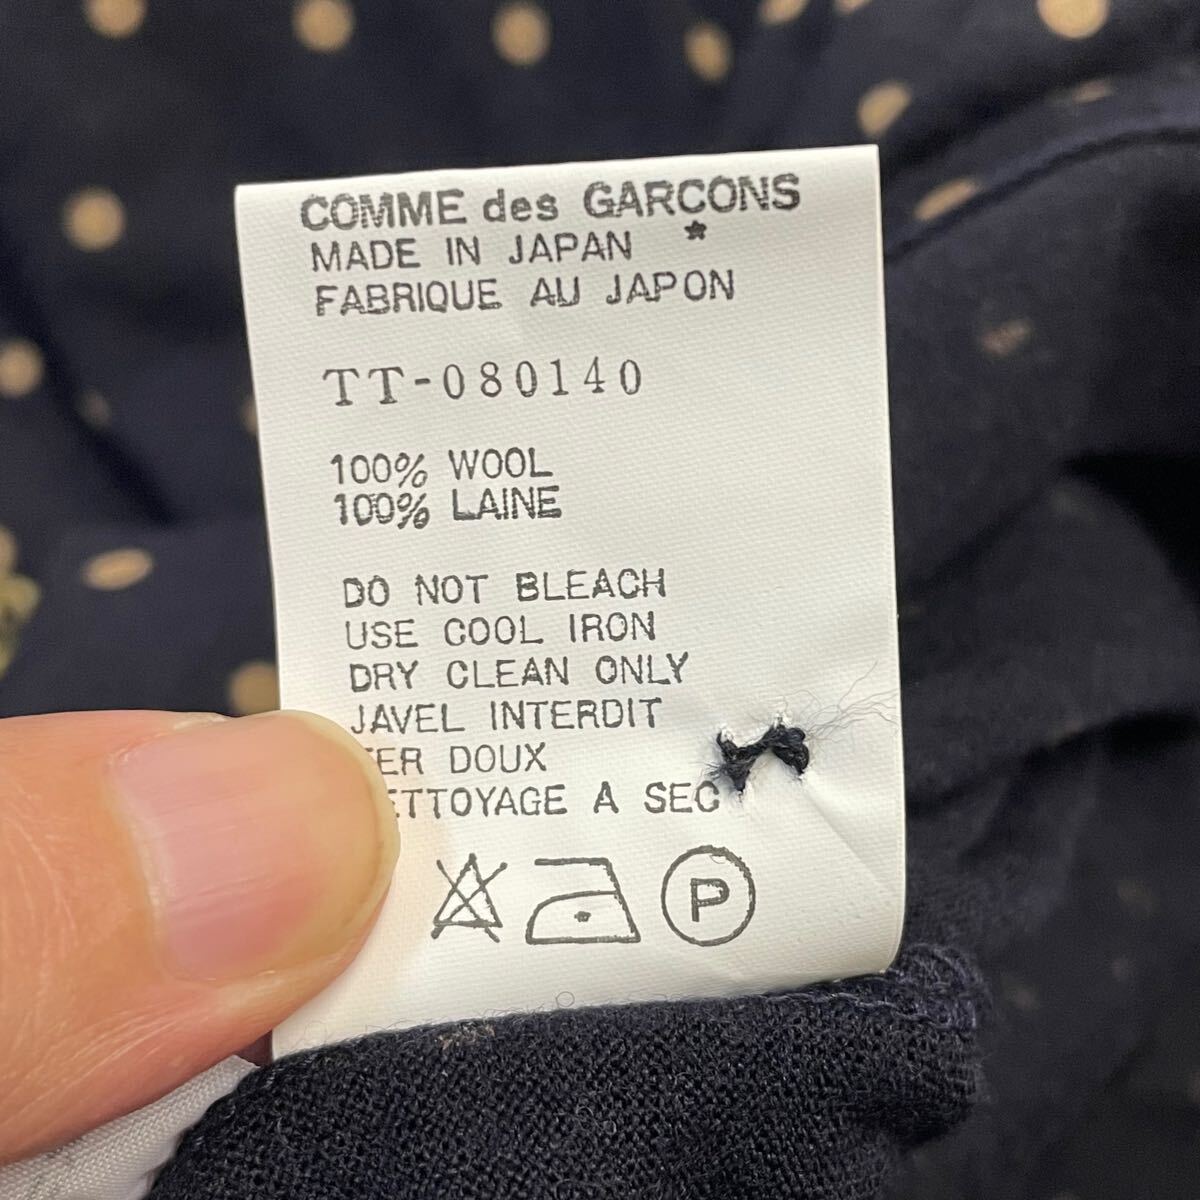 COMME des GARCONS
MADE IN JAPAN
FABRIQUE AU JAPON
TT-080140
100% WOOL
100% LAINE
DO NOT BLEACH
USE COOL IRON
DRY CLEAN ONLY
JAVEL INTERDIT
ER DOUX
ETTOYAGE A SEC
P